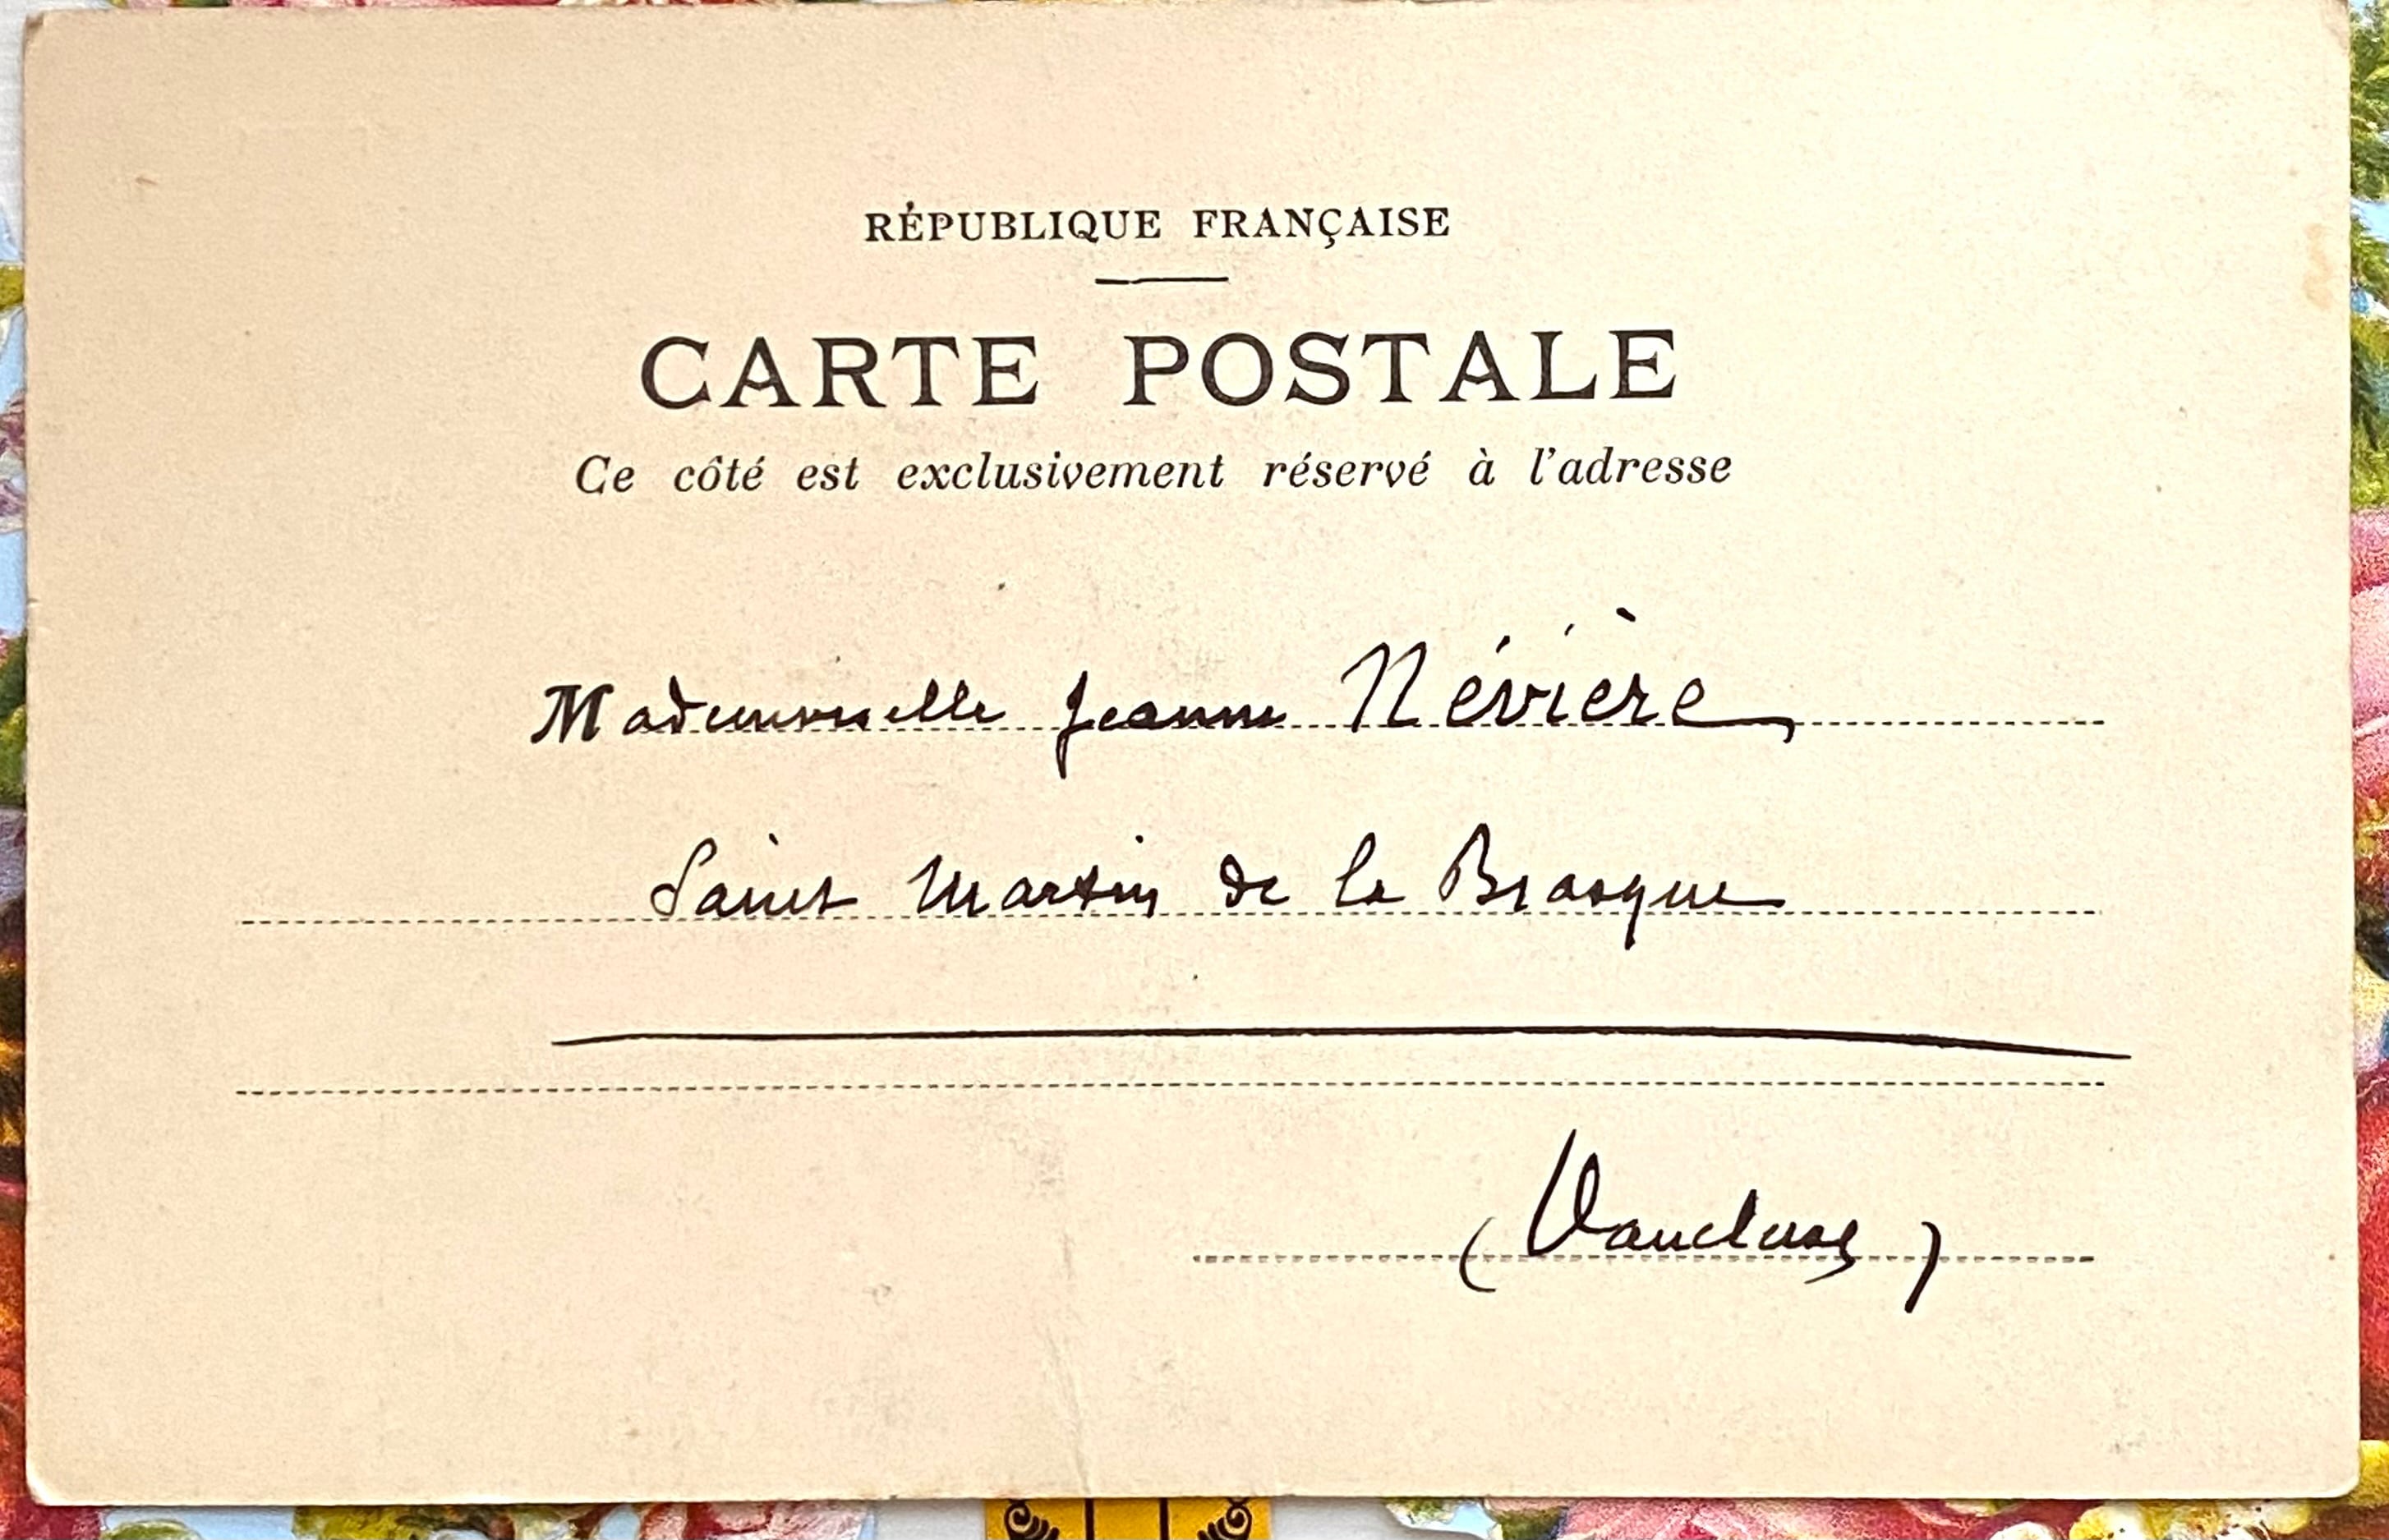 RÉPUBLIQUE FRANÇAISE
CARTE POSTALE
Ce côté est exclusivement réservé à l'adresse
Mademoiselle Jeanne Névière
Saint Martin de la Brasque
(Vaucluse)